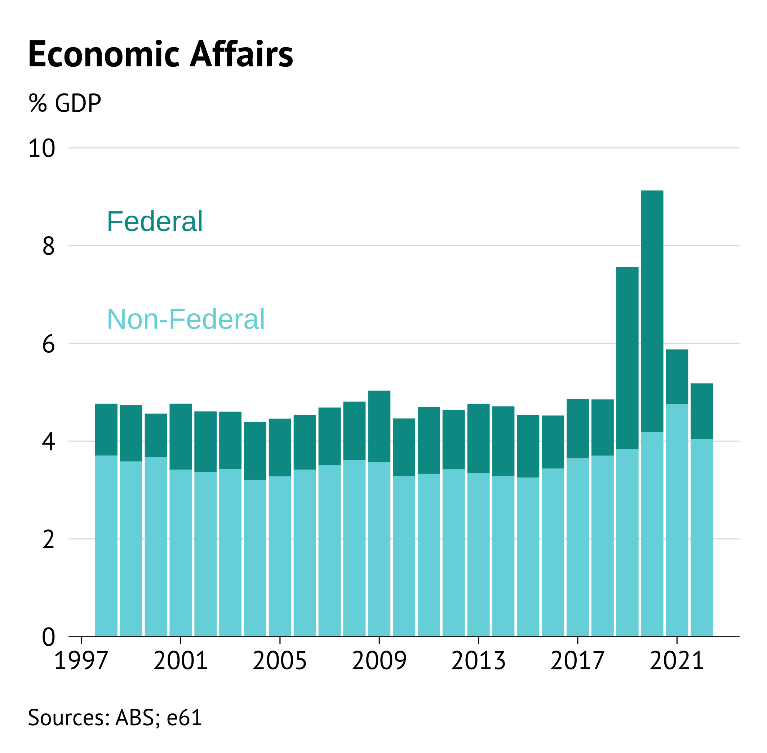 Economic Affairs
% GDP
10
Federal
8
Non-Federal
6
4
2
0
1997 2001 2005 2009 2013 2017 2021
Sources: ABS; e61